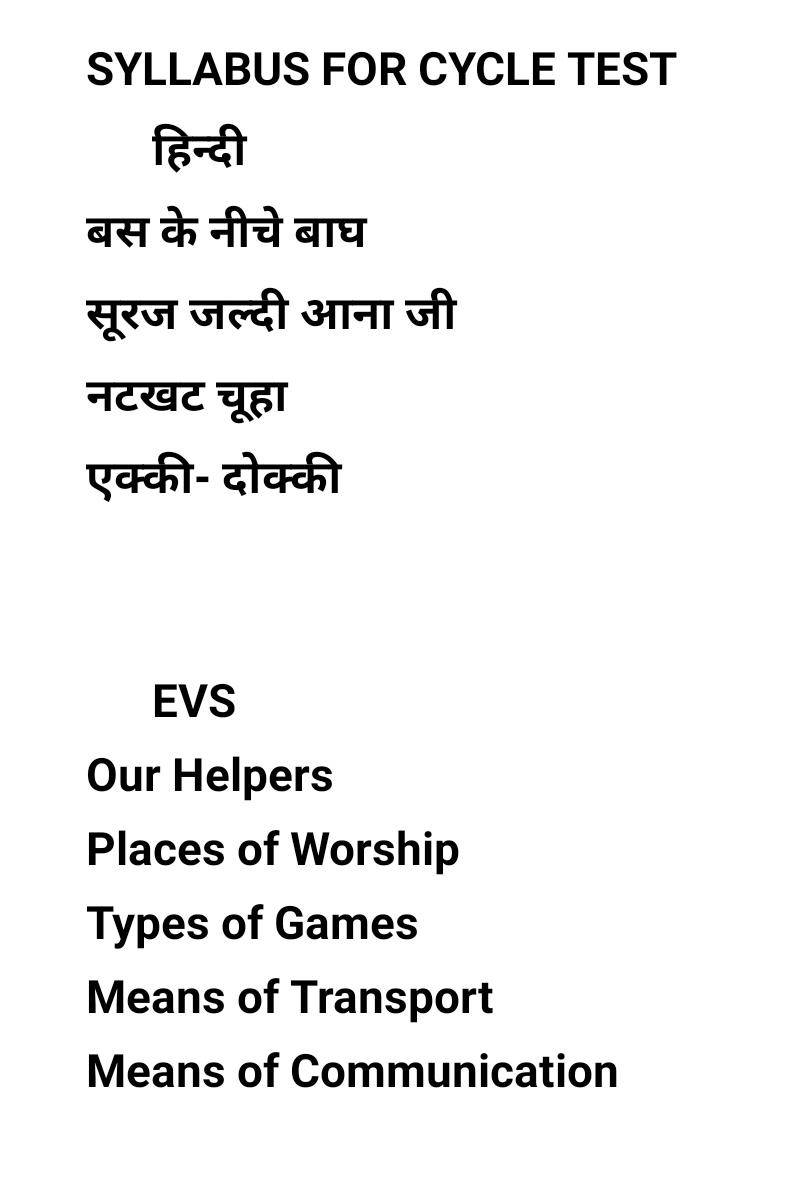 SYLLABUS FOR CYCLE TEST
हिन्दी
बस के नीचे बाघ
सूरज जल्दी आना जी
नटखट चूहा
एक्की- दोक्की
EVS
Our Helpers
Places of Worship
Types of Games
Means of Transport
Means of Communication